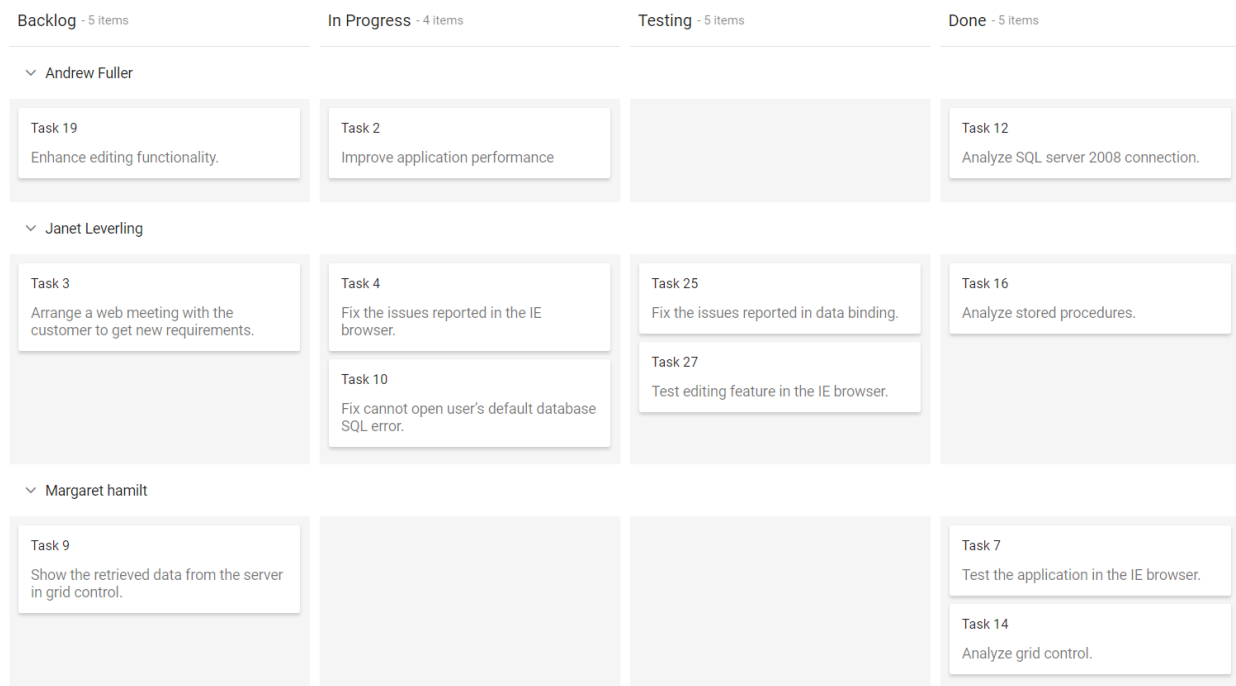 Backlog - 5 items
In Progress - 4 items
Testing - 5 items
Done - 5 items
Andrew Fuller
Task 19
Enhance editing functionality.
Task 2
Improve application performance
Task 12
Analyze SQL server 2008 connection.
Janet Leverling
Task 3
Arrange a web meeting with the
customer to get new requirements.
Task 4
Fix the issues reported in the IE
browser.
Task 10
Fix cannot open user's default database
SQL error.
Task 25
Fix the issues reported in data binding.
Task 27
Test editing feature in the IE browser.
Task 16
Analyze stored procedures.
Margaret hamilt
Task 9
Show the retrieved data from the server
in grid control.
Task 7
Test the application in the IE browser.
Task 14
Analyze grid control.